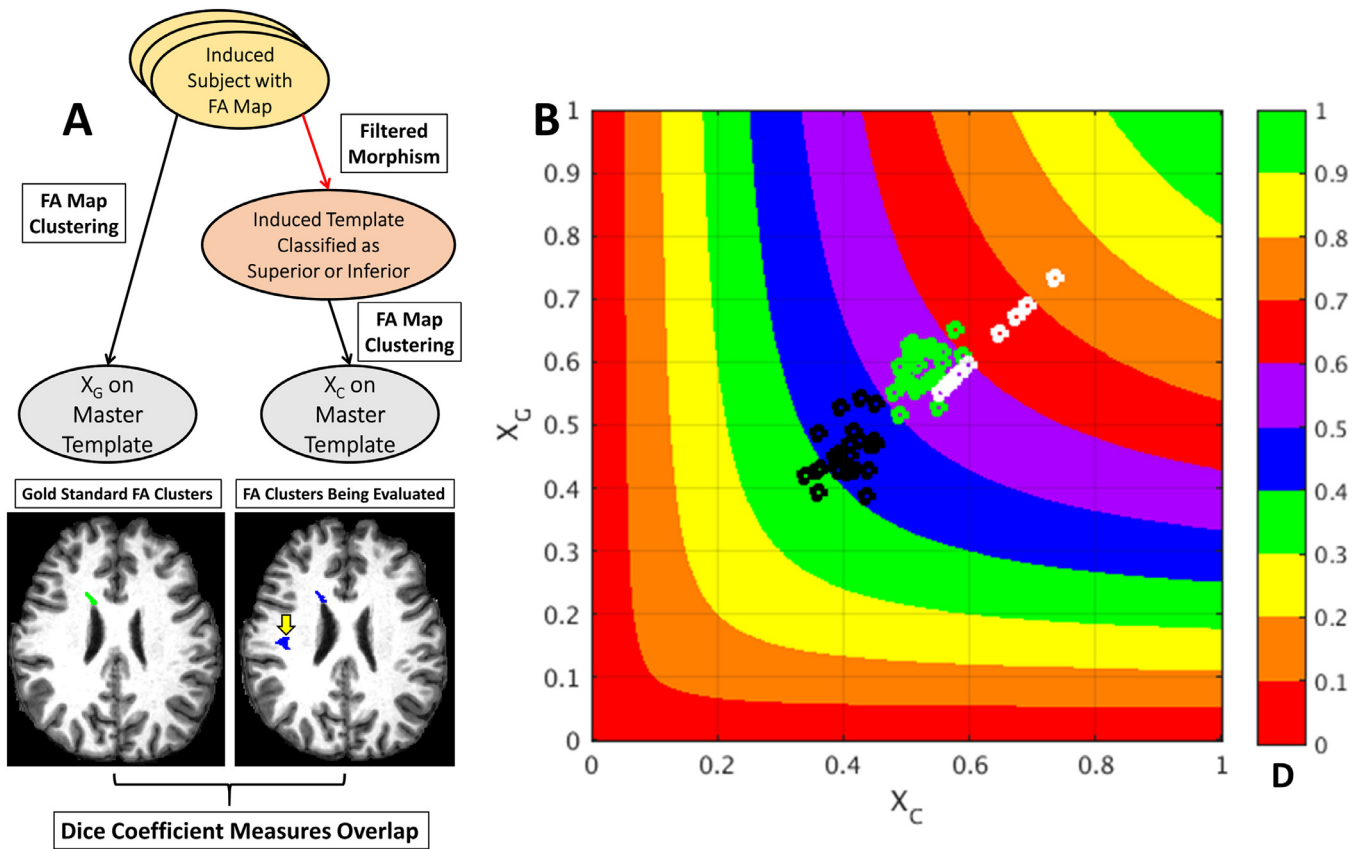 A
Induced
Subject with
FA Map
Filtered
Morphism
FA Map
Clustering
Induced Template
Classified as
Superior or Inferior
FA Map
Clustering
X_G on
Master
Template
X_C on
Master
Template
Gold Standard FA Clusters
FA Clusters Being Evaluated
Dice Coefficient Measures Overlap
B
1
0.9
0.8
0.7
0.6
0.5
0.4
0.3
0.2
0.1
0
X_G
0
0.2
0.4
0.6
0.8
1
X_C
1
0.9
0.8
0.7
0.6
0.5
0.4
0.3
0.2
0.1
0
D